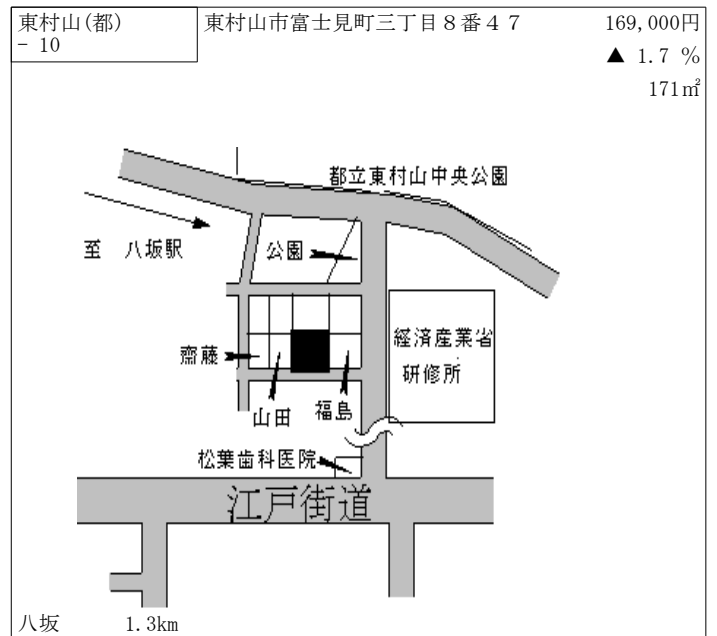 東村山(都)
- 10
東村山市富士見町三丁目８番４７
169,000円
▲ 1.7 %
171㎡
都立東村山中央公園
至 八坂駅
公園
経済産業省
研修所
齋藤
山田
福島
松葉歯科医院
江戸街道
八坂 1.3km